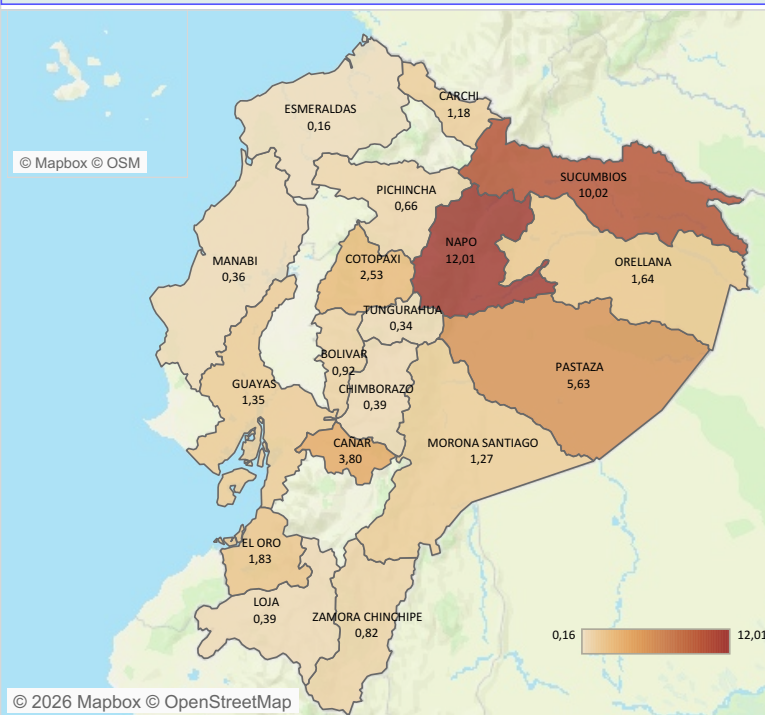 CARCHI
1,18
ESMERALDAS
0,16
© Mapbox © OSM
SUCUMBIOS
10,02
PICHINCHA
0,66
NAPO
12,01
MANABI
0,36
COTOPAXI
2,53
ORELLANA
1,64
TUNGURAHUA
0,34
BOLIVAR
0,92
PASTAZA
5,63
GUAYAS
1,35
CHIMBORAZO
0,39
CAÑAR
3,80
MORONA SANTIAGO
1,27
EL ORO
1,83
LOJA
0,39
ZAMORA CHINCHIPE
0,82
0,16
12,01
© 2026 Mapbox © OpenStreetMap